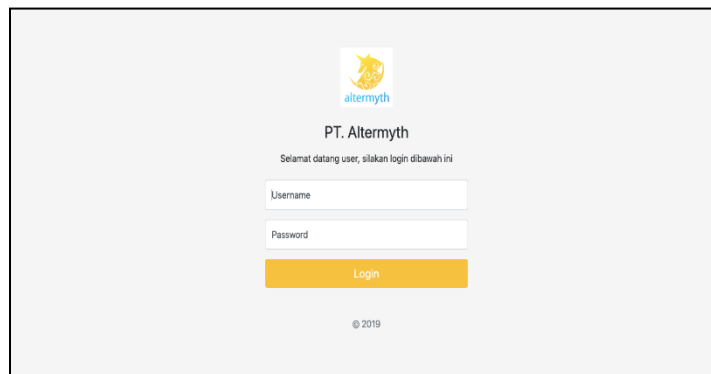 altermyth
PT. Altermyth
Selamat datang user, silakan login dibawah ini
Username
Password
Login
© 2019